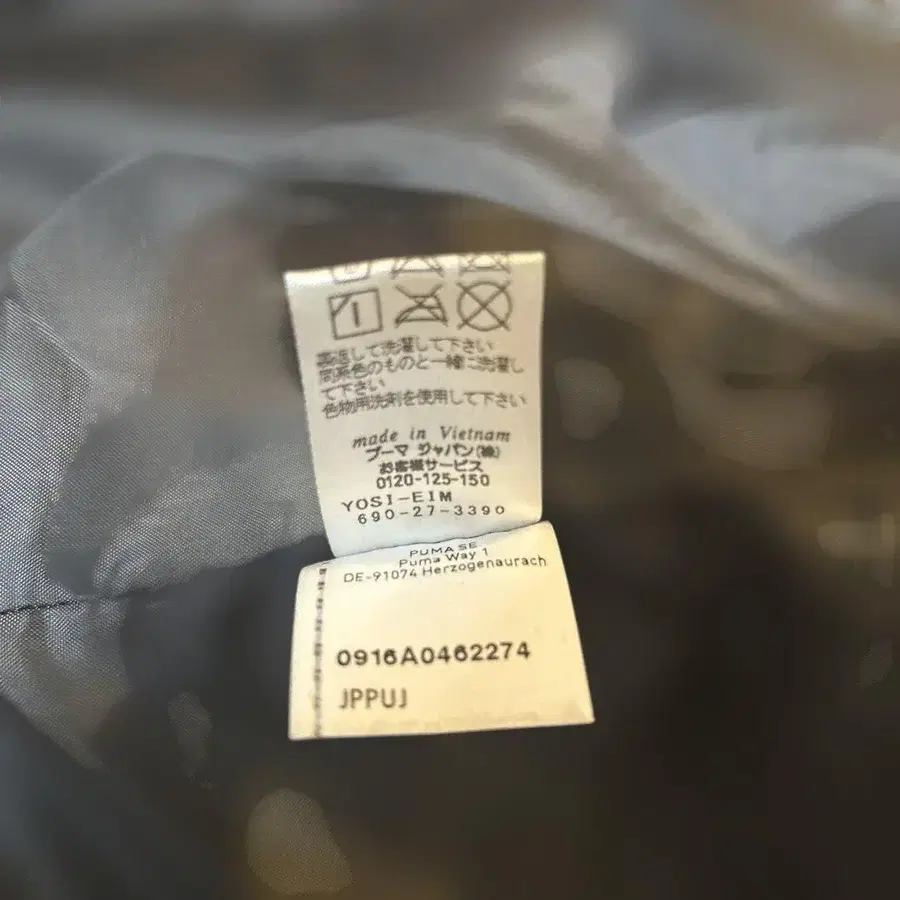 裏返して洗濯して下さい
同系色のものと一緒に洗濯し
て下さい
色物用洗剤を使用して下さい
made in Vietnam
プーマ ジャパン(株)
お客様サービス
0120-125-150
YOSI-EIM
690-27-3390
PUMA SE
Puma Way 1
DE-91074 Herzogenaurach
0916A0462274
JPPUJ